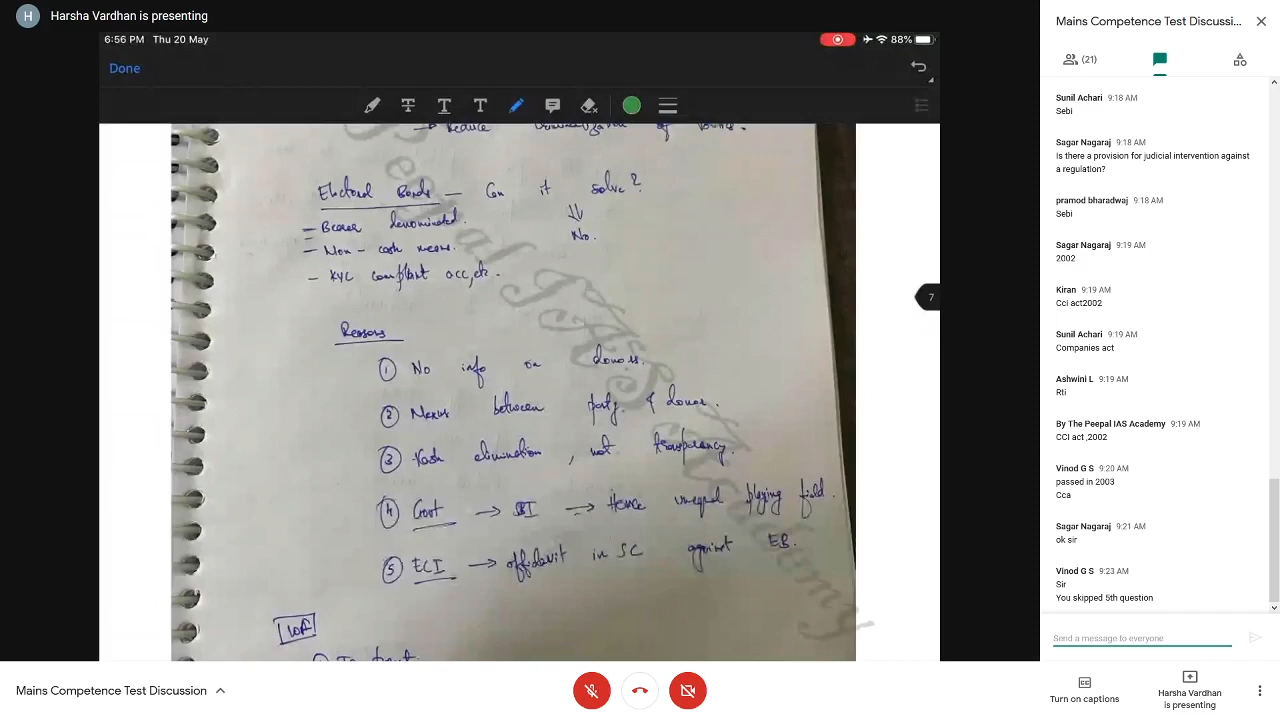 H
Harsha Vardhan is presenting
6:56 PM Thu 20 May
88%
Done
→ Reduce of
Electoral Bonds — Can it solve?
No.
– Bearer denominated.
– Non - cash means.
– KYC compliant acc, etc.
Reasons
① No info on donors.
② Nexus between party & donor.
③ Kash elimination, not transparency.
④ Govt → SBI → Hence unequal playing field.
⑤ ECI → affidavit in SC against EB.
WF
7
Peepal IAS Academy
Mains Competence Test Discussi...
(21)
Sunil Achari 9:18 AM
Sebi
Sagar Nagaraj 9:18 AM
Is there a provision for judicial intervention against
a regulation?
pramod bharadwaj 9:18 AM
Sebi
Sagar Nagaraj 9:19 AM
2002
Kiran 9:19 AM
Cci act2002
Sunil Achari 9:19 AM
Companies act
Ashwini L 9:19 AM
Rti
By The Peepal IAS Academy 9:19 AM
CCI act ,2002
Vinod G S 9:20 AM
passed in 2003
Cca
Sagar Nagaraj 9:21 AM
ok sir
Vinod G S 9:23 AM
Sir
You skipped 5th question
Send a message to everyone
Mains Competence Test Discussion
Turn on captions
Harsha Vardhan
is presenting